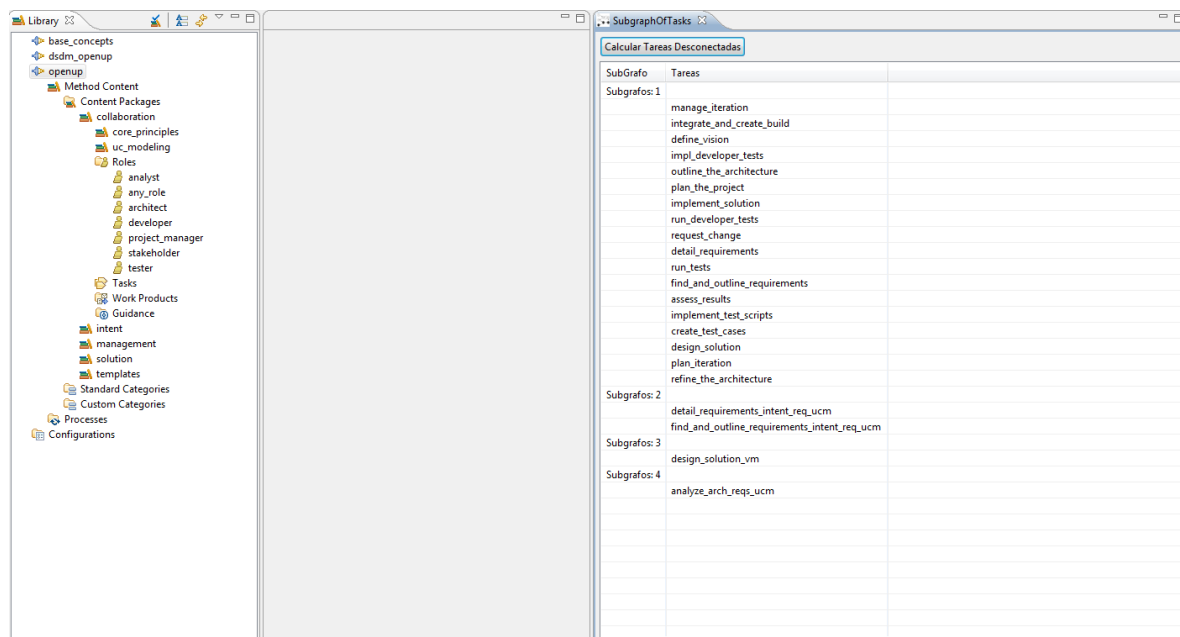 Library
base_concepts
dsdm_openup
openup
Method Content
Content Packages
collaboration
core_principles
uc_modeling
Roles
analyst
any_role
architect
developer
project_manager
stakeholder
tester
Tasks
Work Products
Guidance
intent
management
solution
templates
Standard Categories
Custom Categories
Processes
Configurations
SubgraphOfTasks
Calcular Tareas Desconectadas
SubGrafo Tareas
Subgrafos: 1
manage_iteration
integrate_and_create_build
define_vision
impl_developer_tests
outline_the_architecture
plan_the_project
implement_solution
run_developer_tests
request_change
detail_requirements
run_tests
find_and_outline_requirements
assess_results
implement_test_scripts
create_test_cases
design_solution
plan_iteration
refine_the_architecture
Subgrafos: 2
detail_requirements_intent_req_ucm
find_and_outline_requirements_intent_req_ucm
Subgrafos: 3
design_solution_vm
Subgrafos: 4
analyze_arch_reqs_ucm